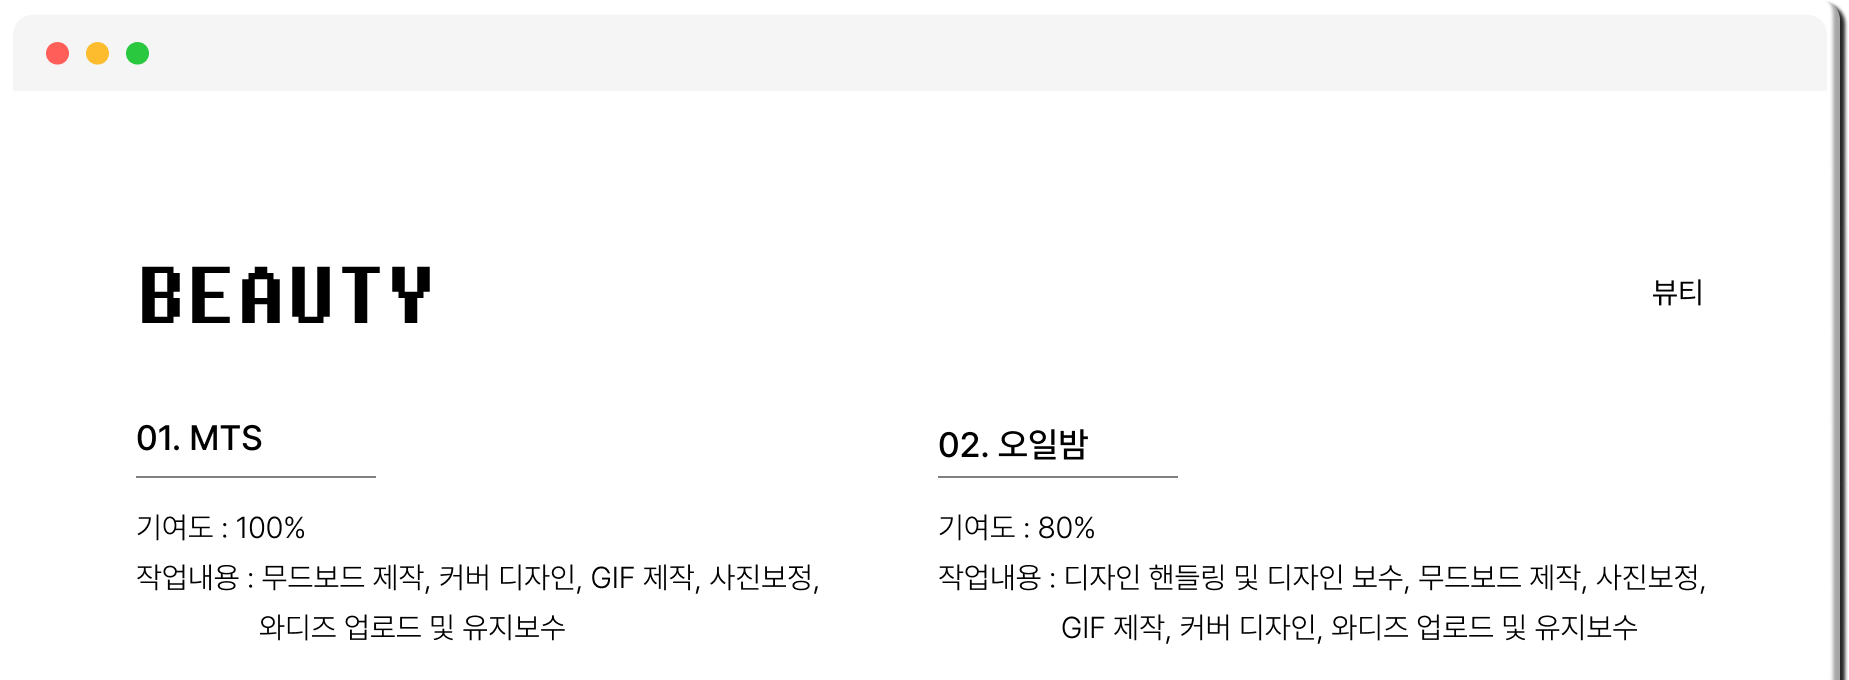 BEAUTY
뷰티
01. MTS
기여도 : 100%
작업내용 : 무드보드 제작, 커버 디자인, GIF 제작, 사진보정,
와디즈 업로드 및 유지보수
02. 오일밤
기여도 : 80%
작업내용 : 디자인 핸들링 및 디자인 보수, 무드보드 제작, 사진보정,
GIF 제작, 커버 디자인, 와디즈 업로드 및 유지보수